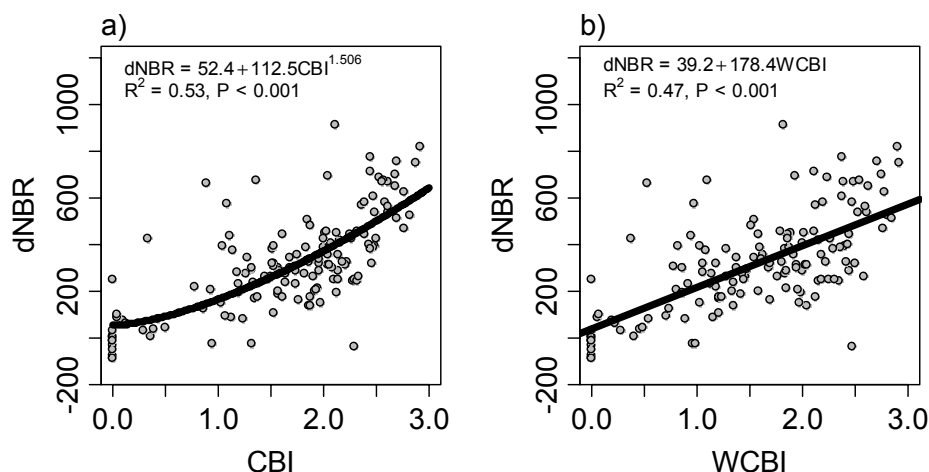 a)
dNBR = 52.4+112.5CBI^1.506
R² = 0.53, P < 0.001
dNBR
1000
600
200
-200
0.0 1.0 2.0 3.0
CBI
b)
dNBR = 39.2+178.4WCBI
R² = 0.47, P < 0.001
dNBR
1000
600
200
-200
0.0 1.0 2.0 3.0
WCBI